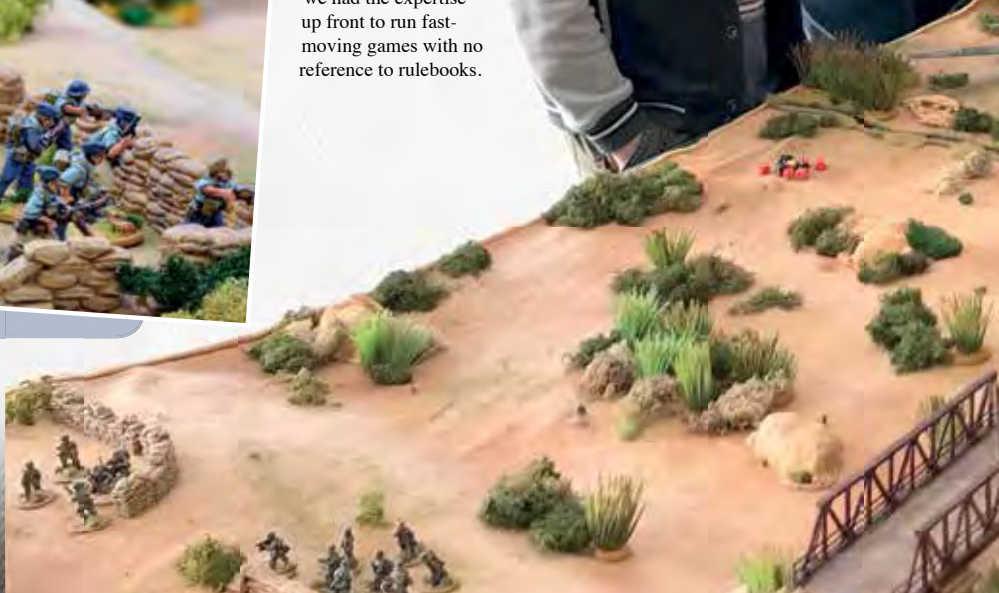 we had the expertise
up front to run fast-
moving games with no
reference to rulebooks.